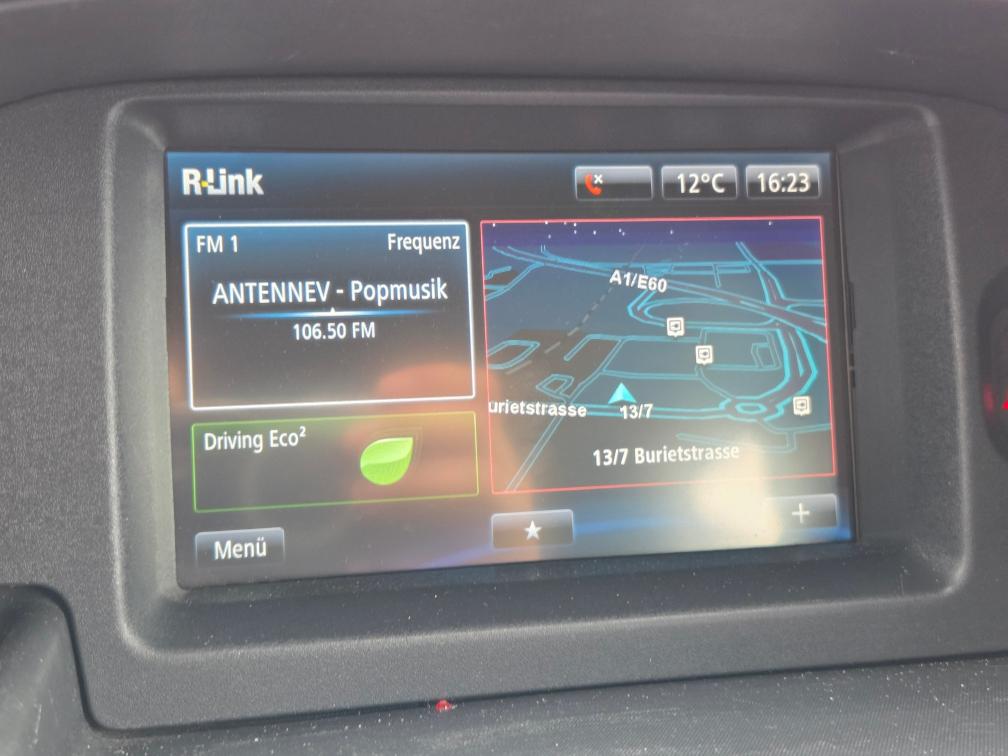 R-Link
12°C
16:23
FM 1
Frequenz
ANTENNEV - Popmusik
106.50 FM
A1/E60
urietstrasse
13/7
13/7 Burietstrasse
Driving Eco²
Menü